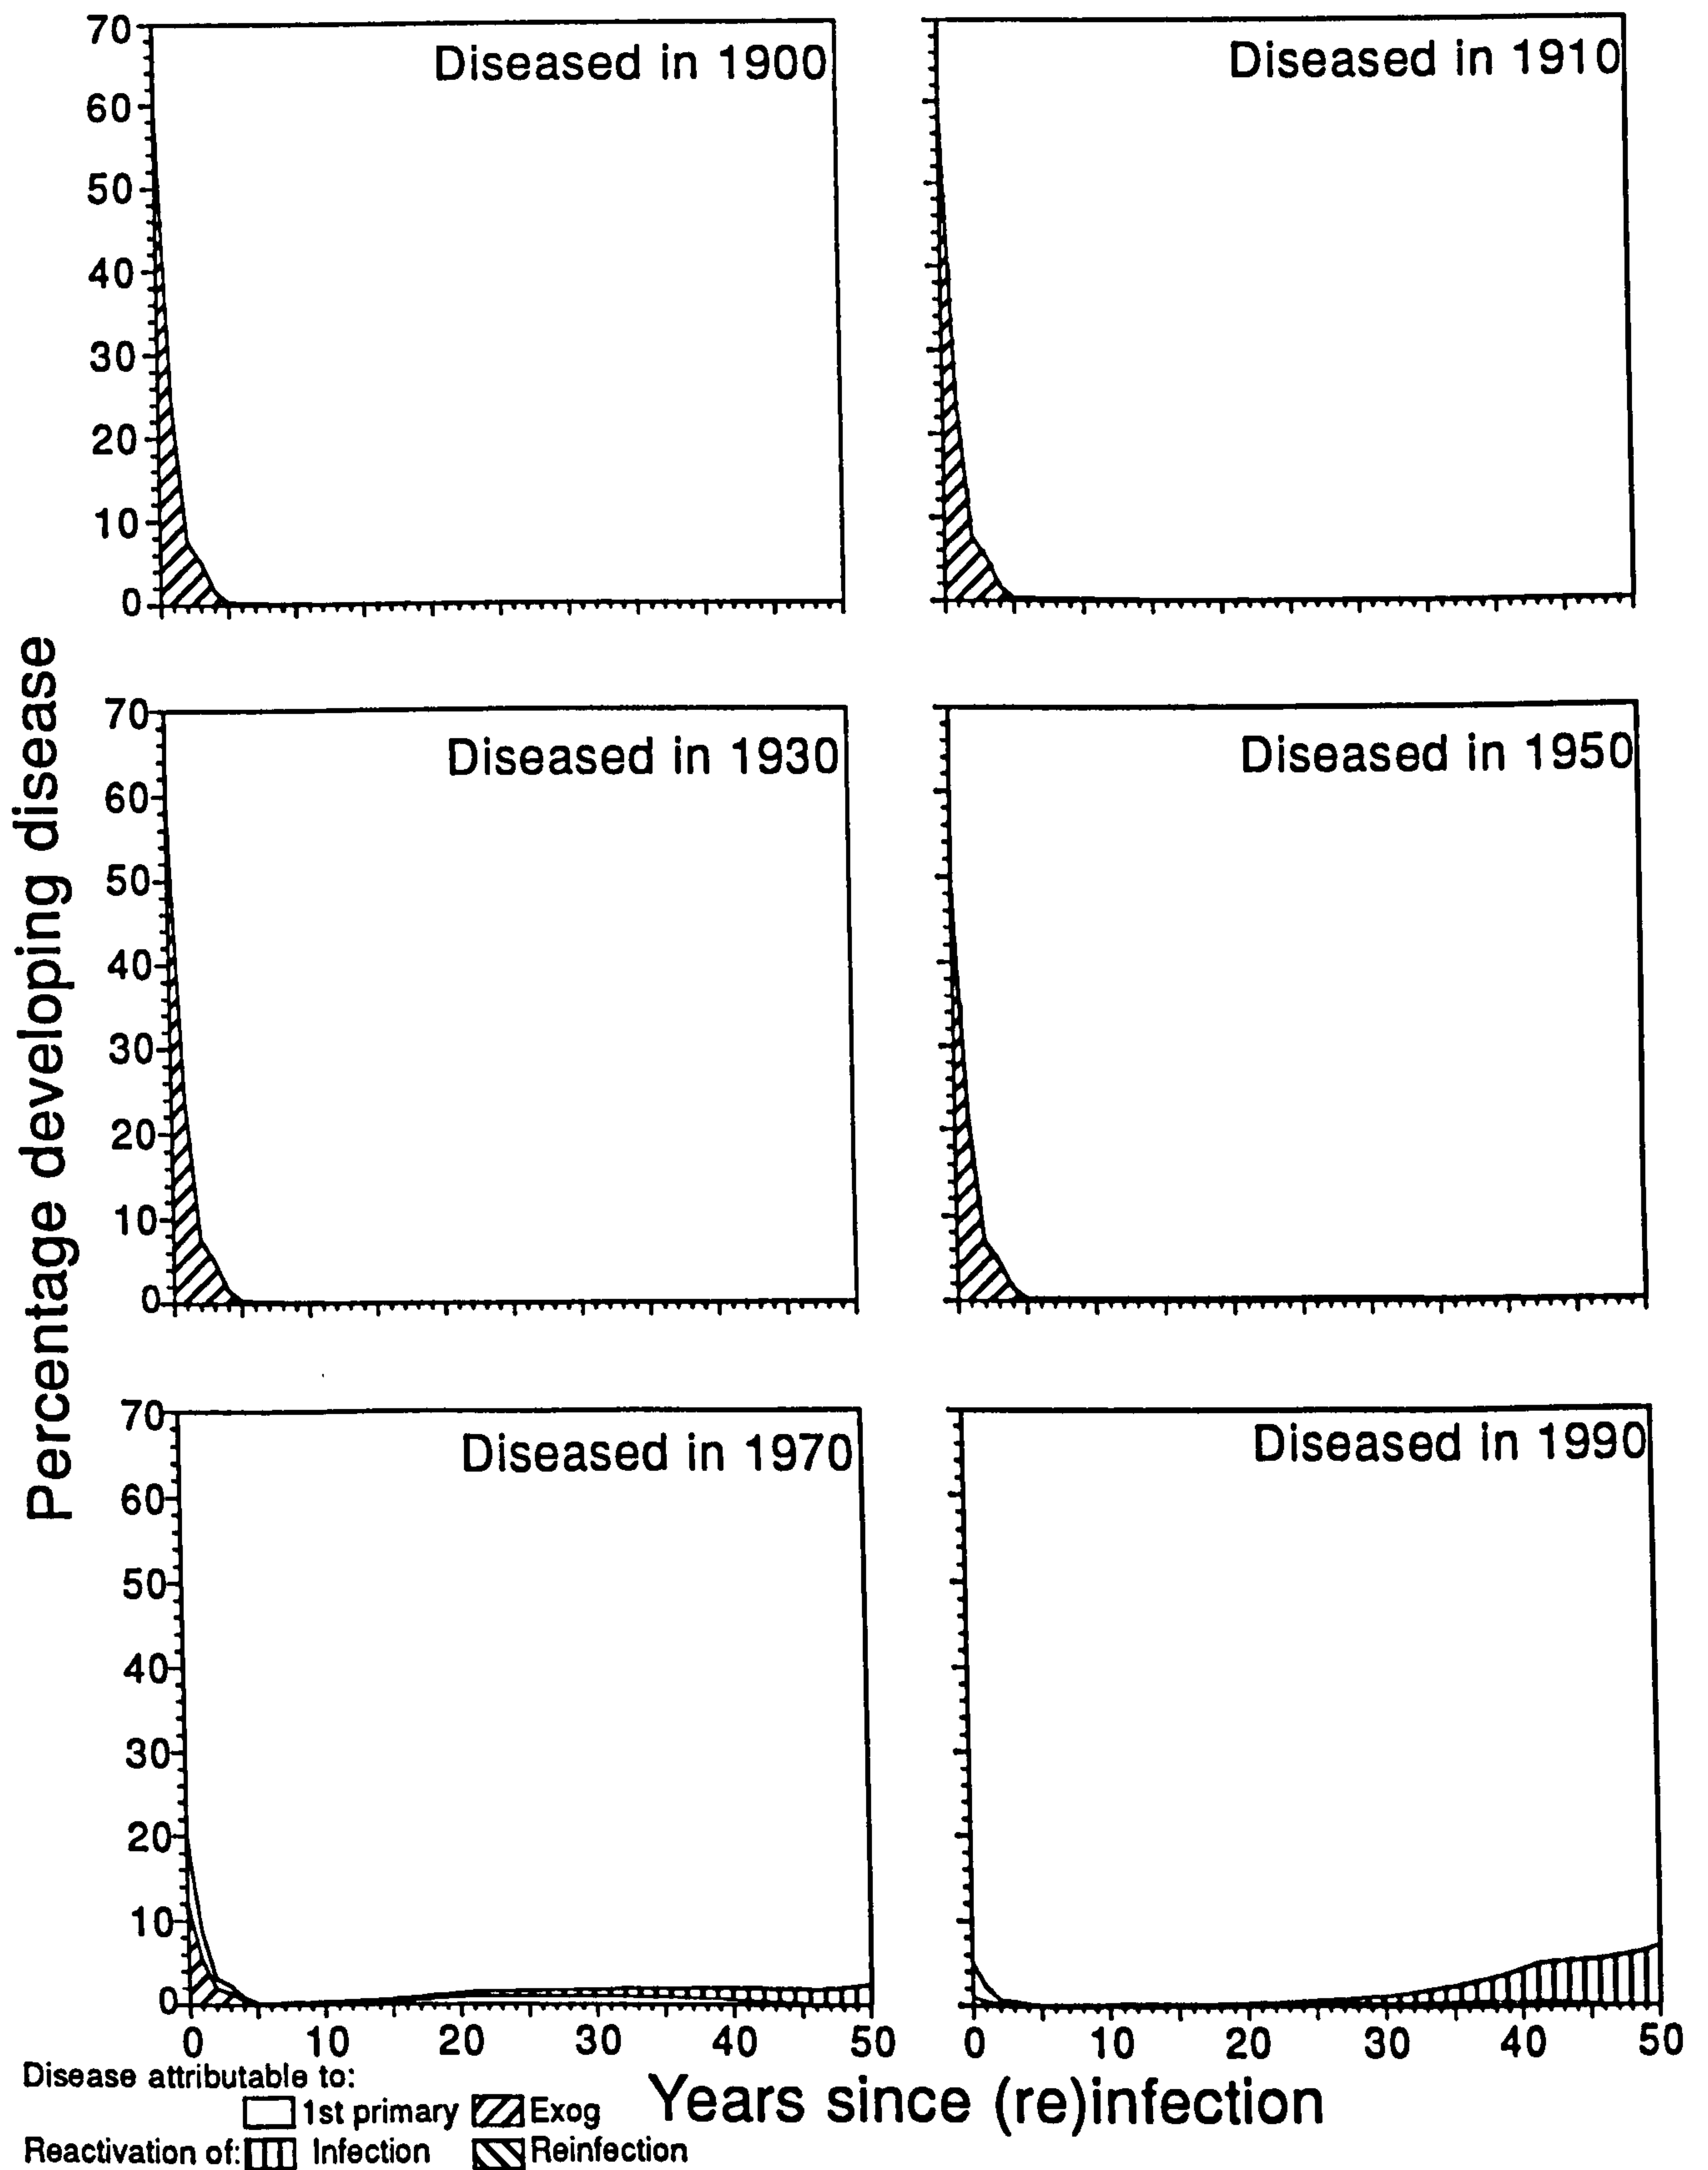 Percentage developing disease
70
60
50
40
30
20
10
0
Diseased in 1900
Diseased in 1910
70
60
50
40
30
20
10
0
Diseased in 1930
Diseased in 1950
70
60
50
40
30
20
10
0
Diseased in 1970
Diseased in 1990
0 10 20 30 40 50
0 10 20 30 40 50
Years since (re)infection
Disease attributable to:
1st primary Exog
Reactivation of: Infection Reinfection